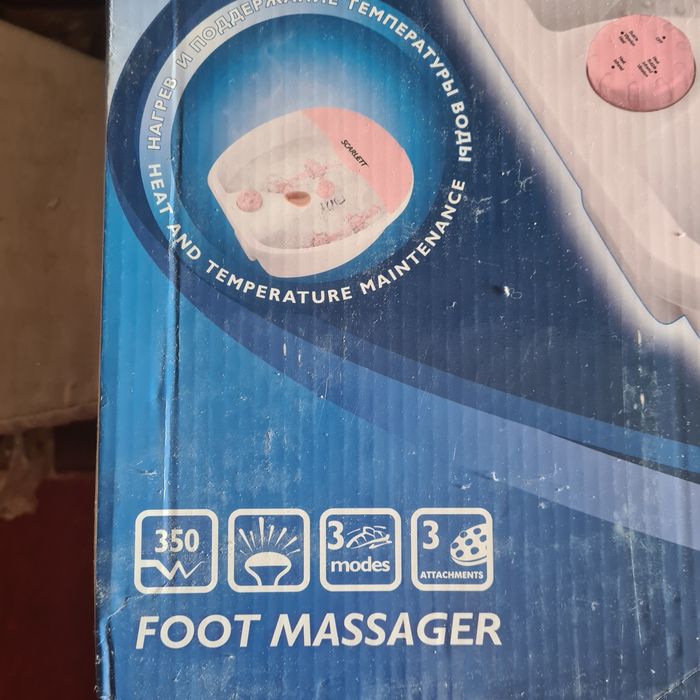 НАГРЕВ И ПОДДЕРЖАНИЕ ТЕМПЕРАТУРЫ ВОДЫ
SCARLETT
HEAT AND TEMPERATURE MAINTENANCE
350
3
modes
3
ATTACHMENTS
FOOT MASSAGER